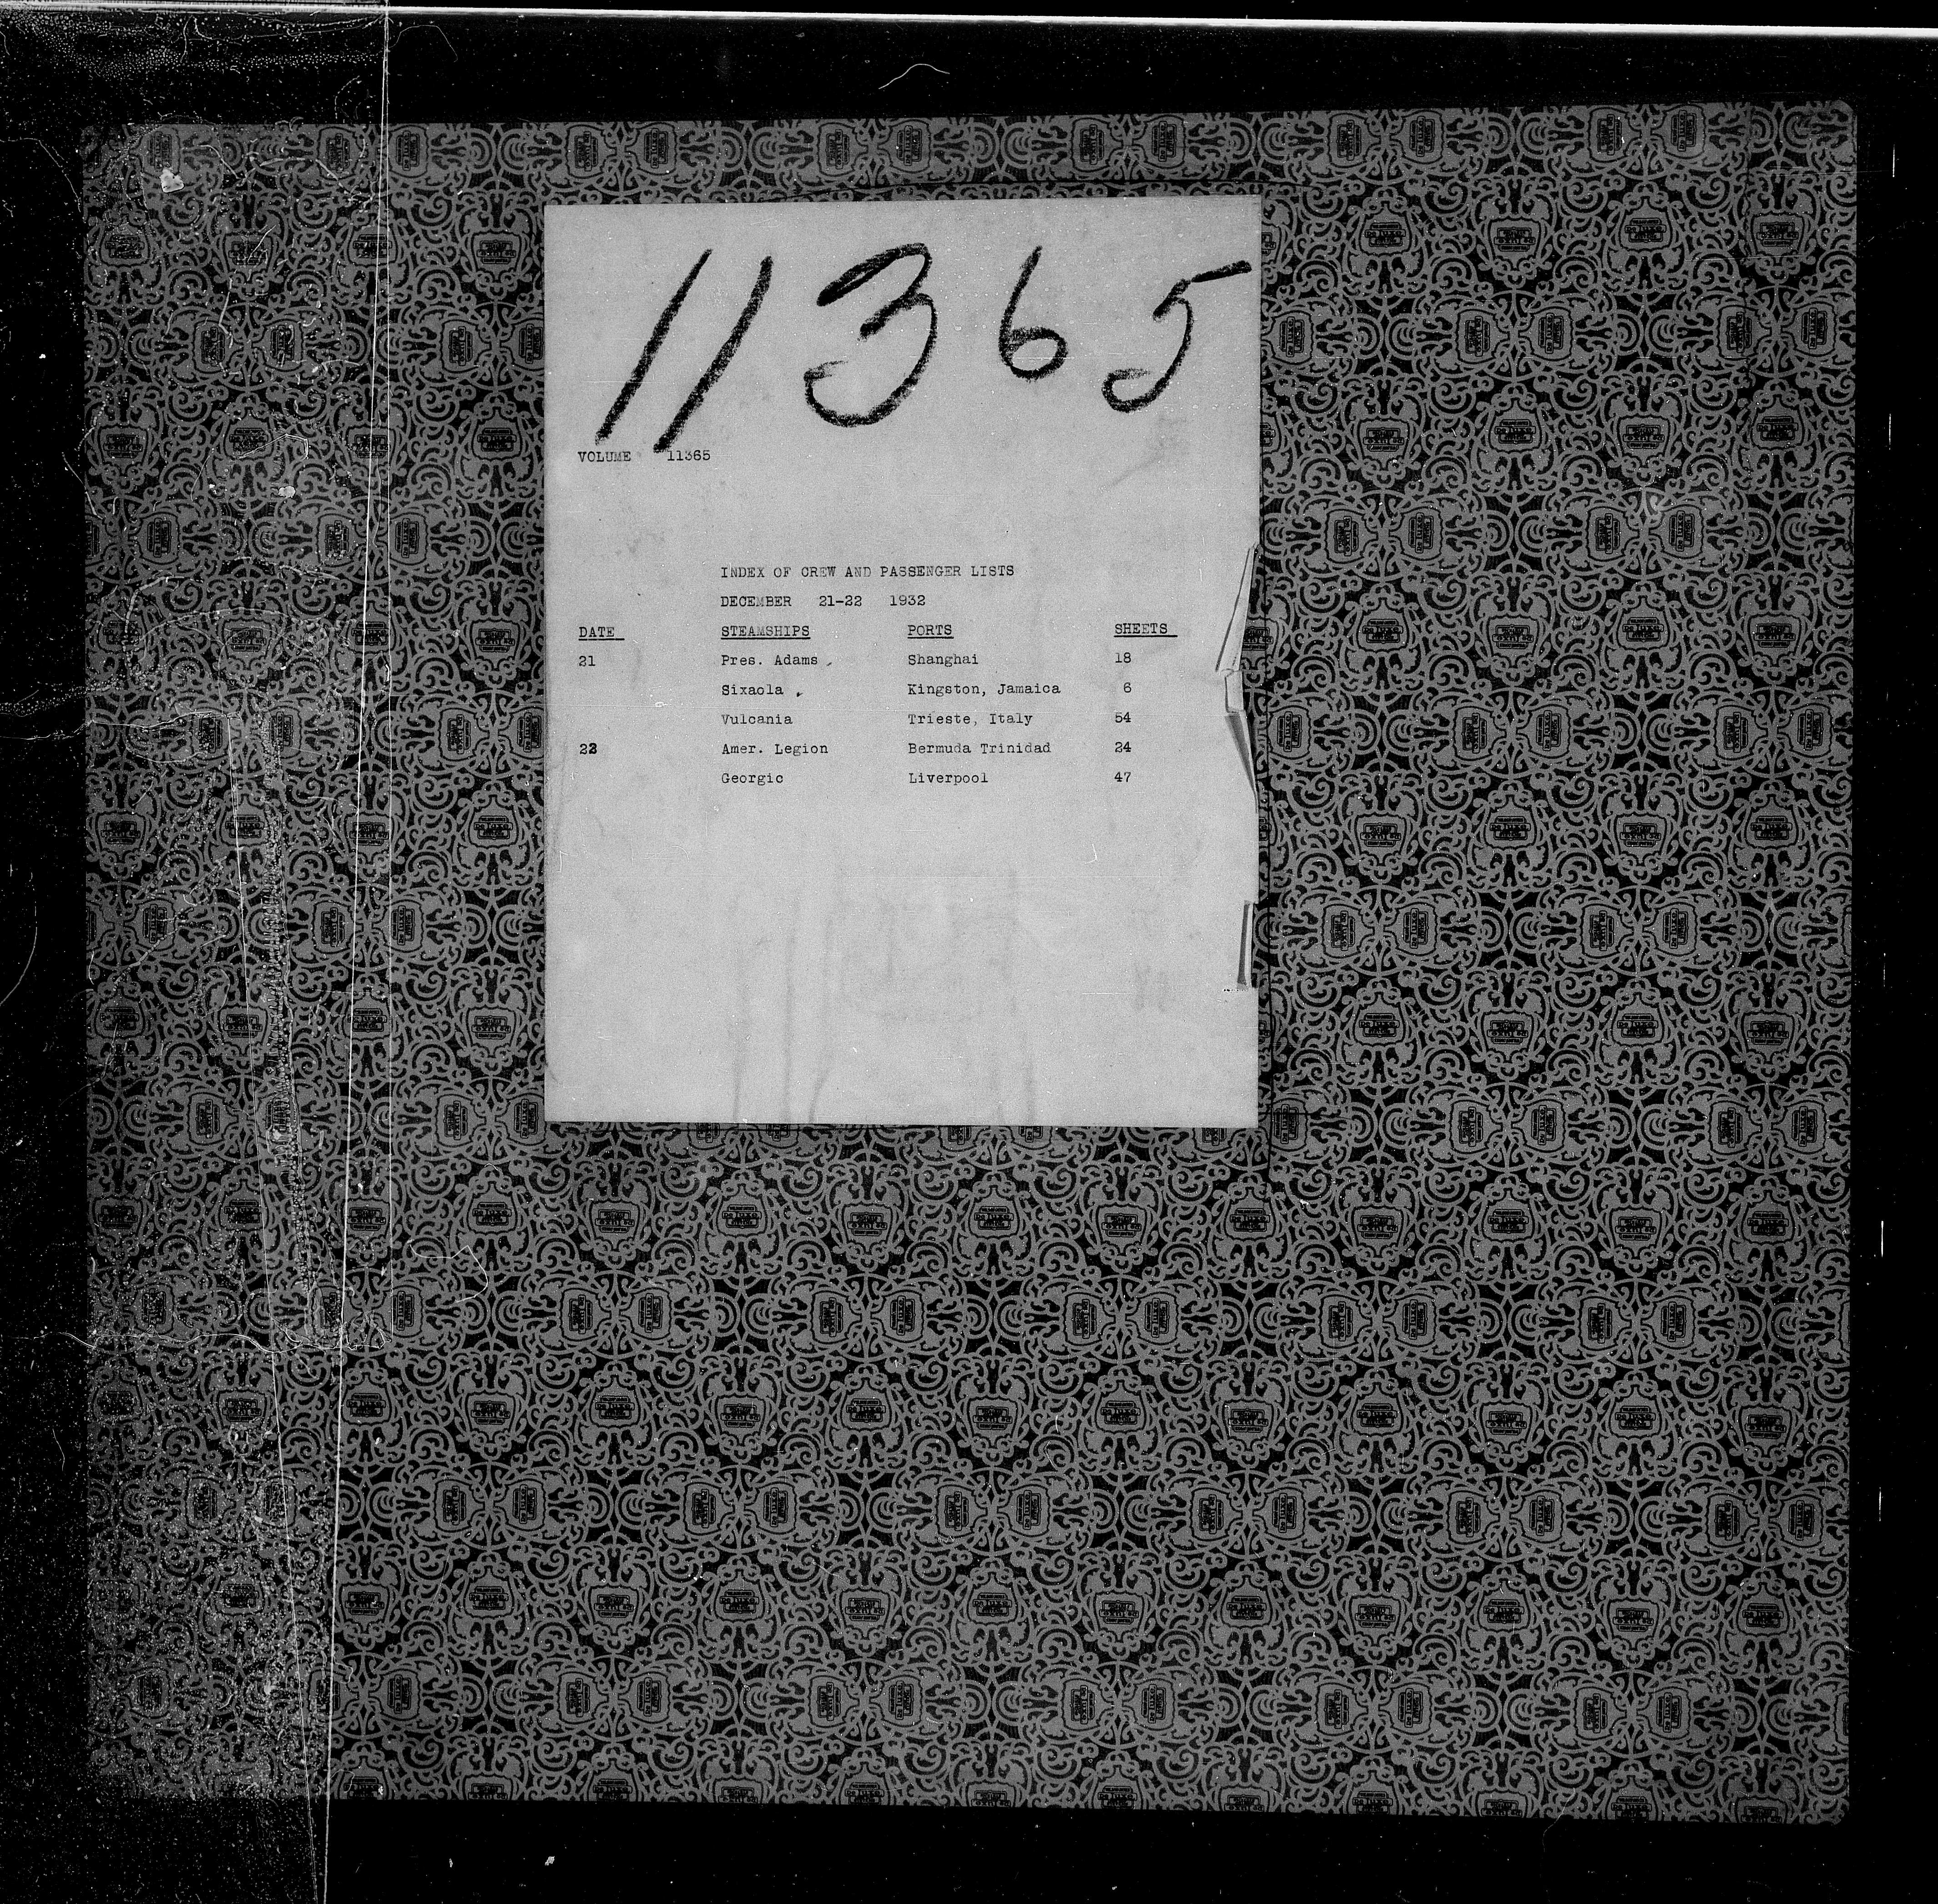 11365
VOLUME 11365
INDEX OF CREW AND PASSENGER LISTS
DECEMBER 21-22 1932
DATE STEAMSHIPS PORTS SHEETS
21 Pres. Adams Shanghai 18
Sixaola Kingston, Jamaica 6
Vulcania Trieste, Italy 54
22 Amer. Legion Bermuda Trinidad 24
Georgic Liverpool 47